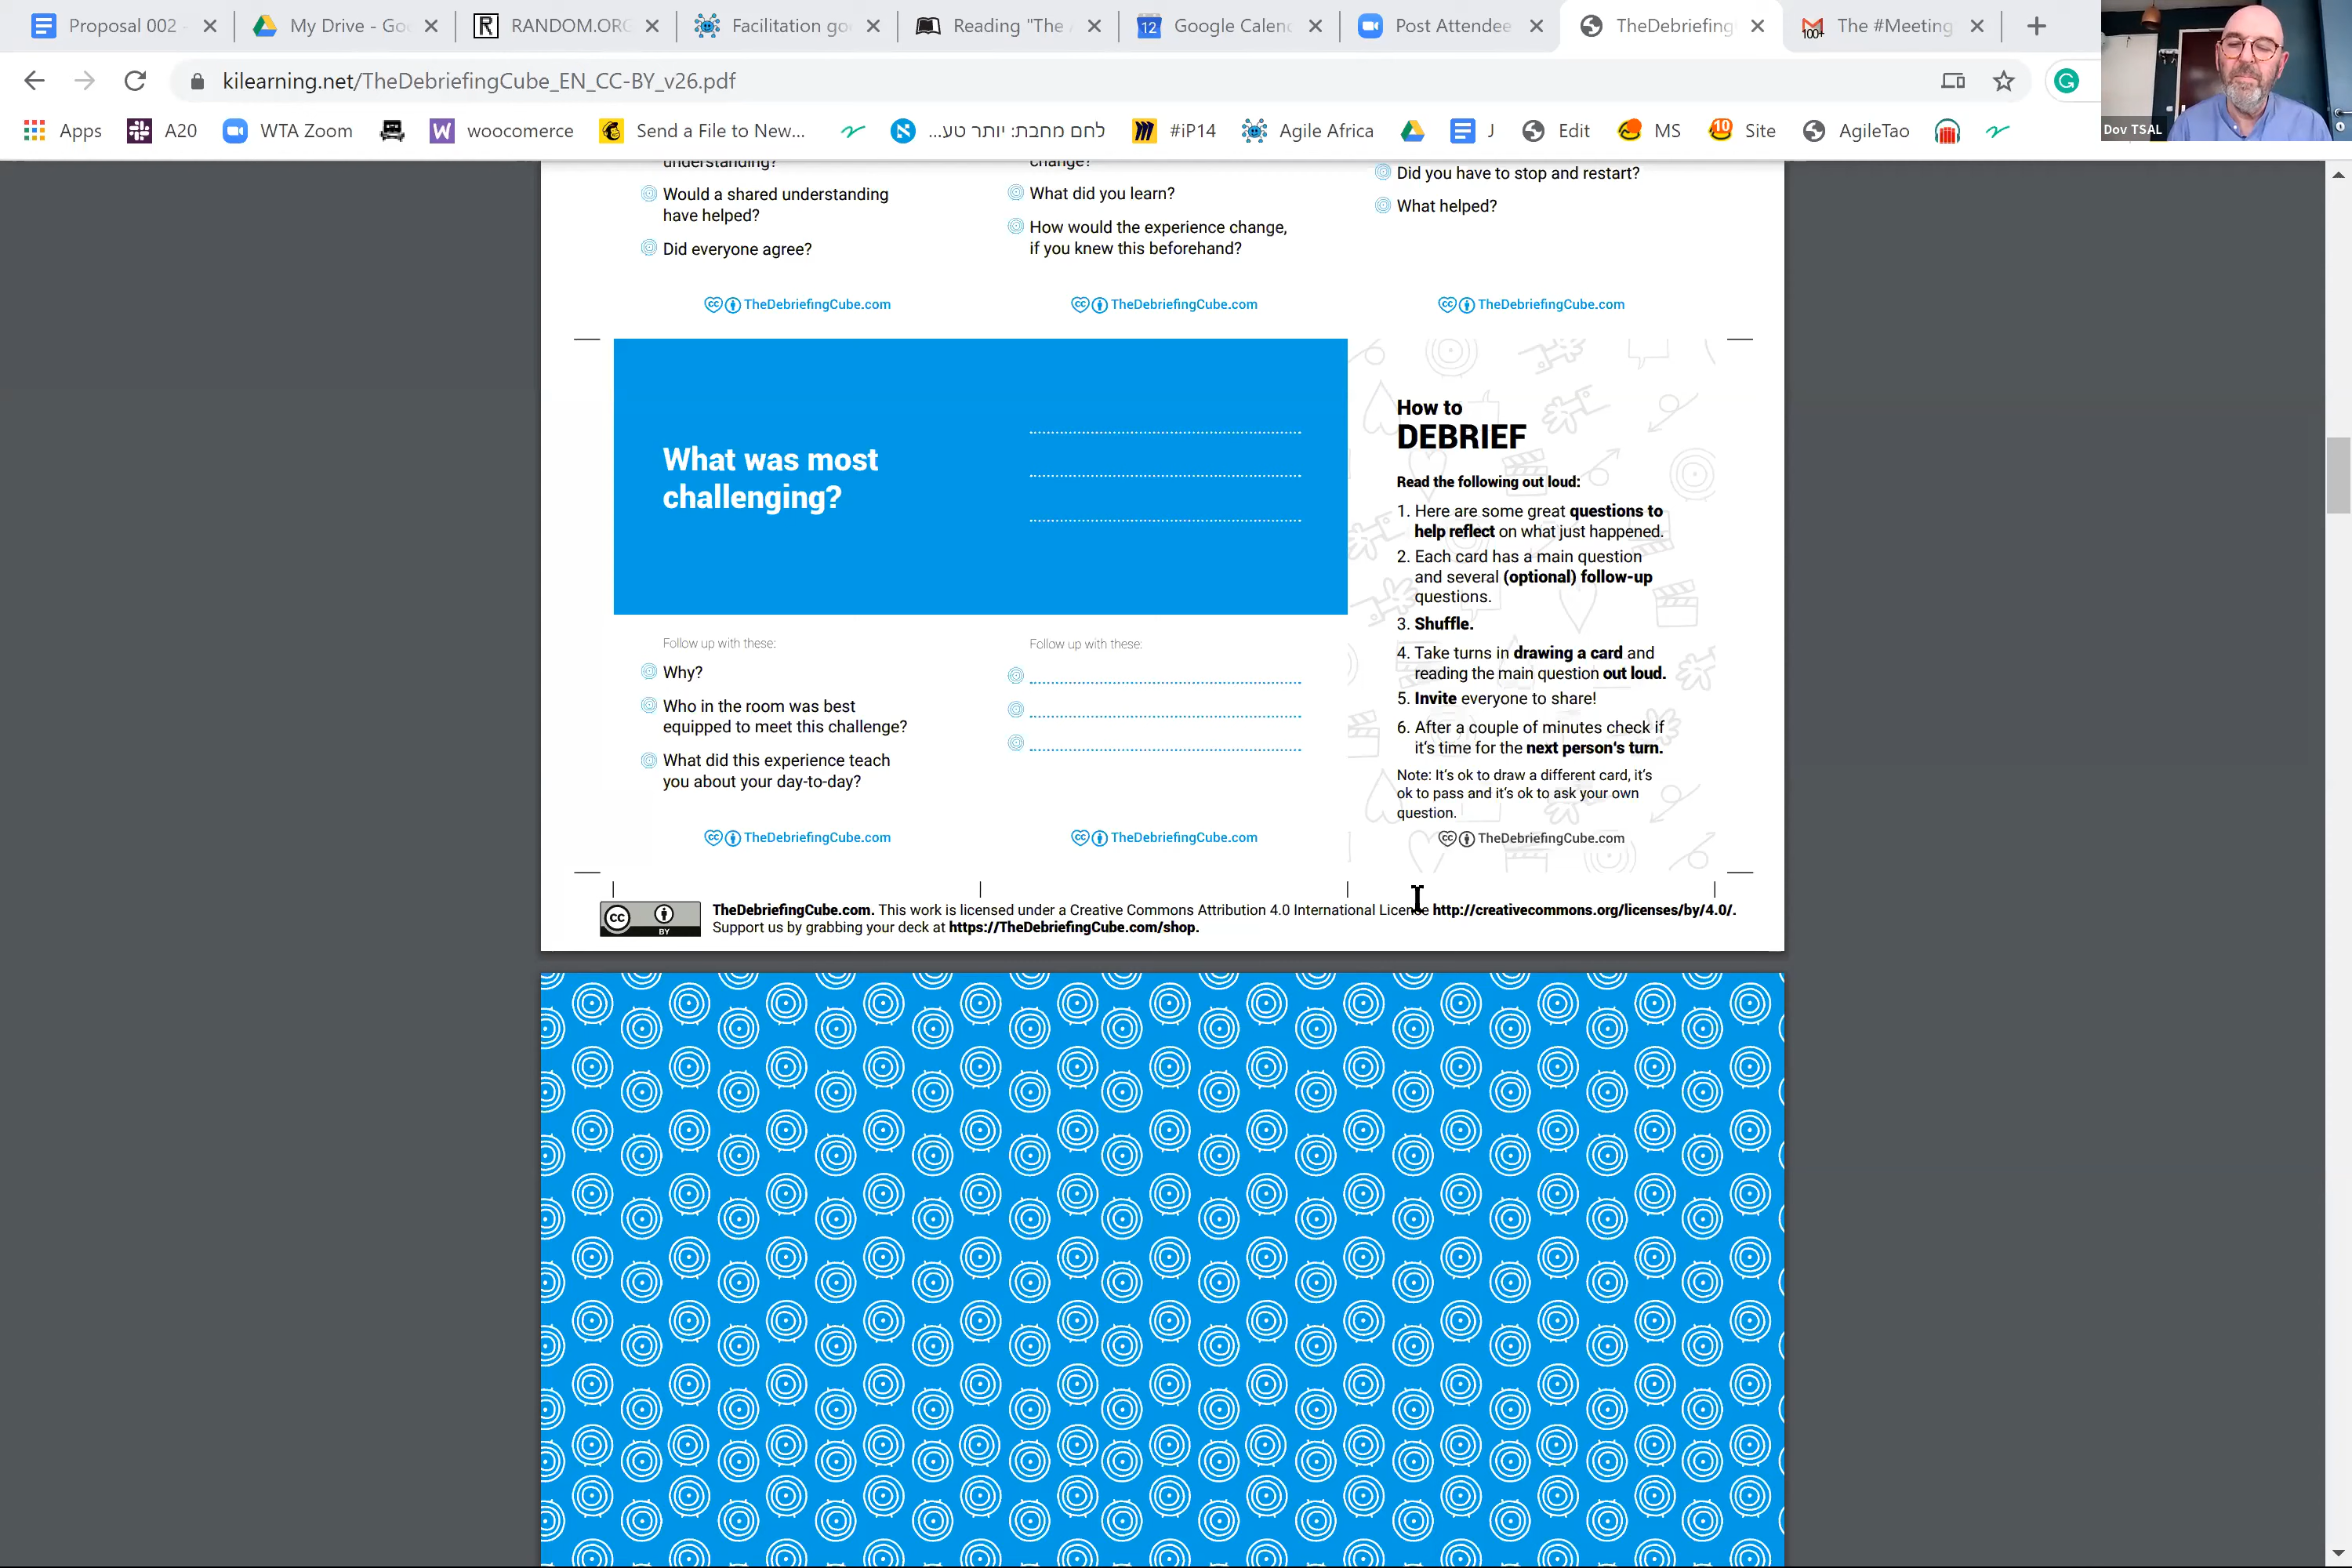 Proposal 002 -
My Drive - Goo
RANDOM.ORG
Facilitation go
Reading "The A
Google Calend
Post Attendee
TheDebriefing
The #Meeting
12
100+
kilearning.net/TheDebriefingCube_EN_CC-BY_v26.pdf
Apps
A20
WTA Zoom
woocomerce
Send a File to New...
לחם מחבת: יותר טע...
#iP14
Agile Africa
J
Edit
MS
10
Site
AgileTao
Dov TSAL
understanding?
Would a shared understanding
have helped?
Did everyone agree?
TheDebriefingCube.com
change?
What did you learn?
How would the experience change,
if you knew this beforehand?
TheDebriefingCube.com
Did you have to stop and restart?
What helped?
TheDebriefingCube.com
What was most
challenging?
Follow up with these:
Why?
Who in the room was best
equipped to meet this challenge?
What did this experience teach
you about your day-to-day?
TheDebriefingCube.com
Follow up with these:
TheDebriefingCube.com
How to
DEBRIEF
Read the following out loud:
1. Here are some great questions to
help reflect on what just happened.
2. Each card has a main question
and several (optional) follow-up
questions.
3. Shuffle.
4. Take turns in drawing a card and
reading the main question out loud.
5. Invite everyone to share!
6. After a couple of minutes check if
it's time for the next person's turn.
Note: It's ok to draw a different card, it's
ok to pass and it's ok to ask your own
question.
TheDebriefingCube.com
cc BY
TheDebriefingCube.com. This work is licensed under a Creative Commons Attribution 4.0 International Licence http://creativecommons.org/licenses/by/4.0/.
Support us by grabbing your deck at https://TheDebriefingCube.com/shop.